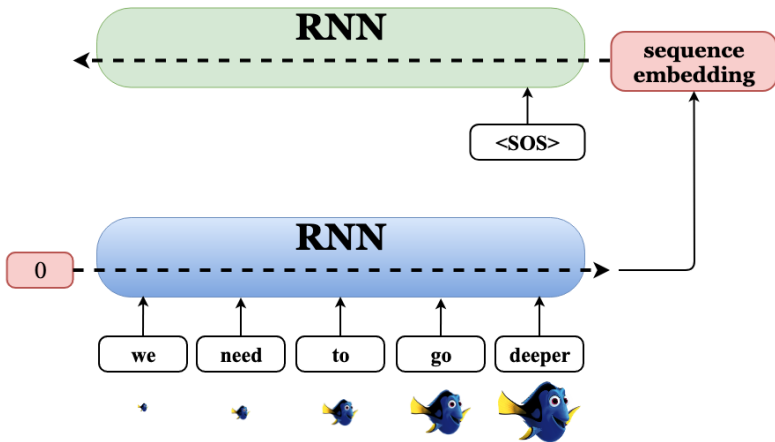 RNN
sequence
embedding
<SOS>
RNN
0
we need to go deeper